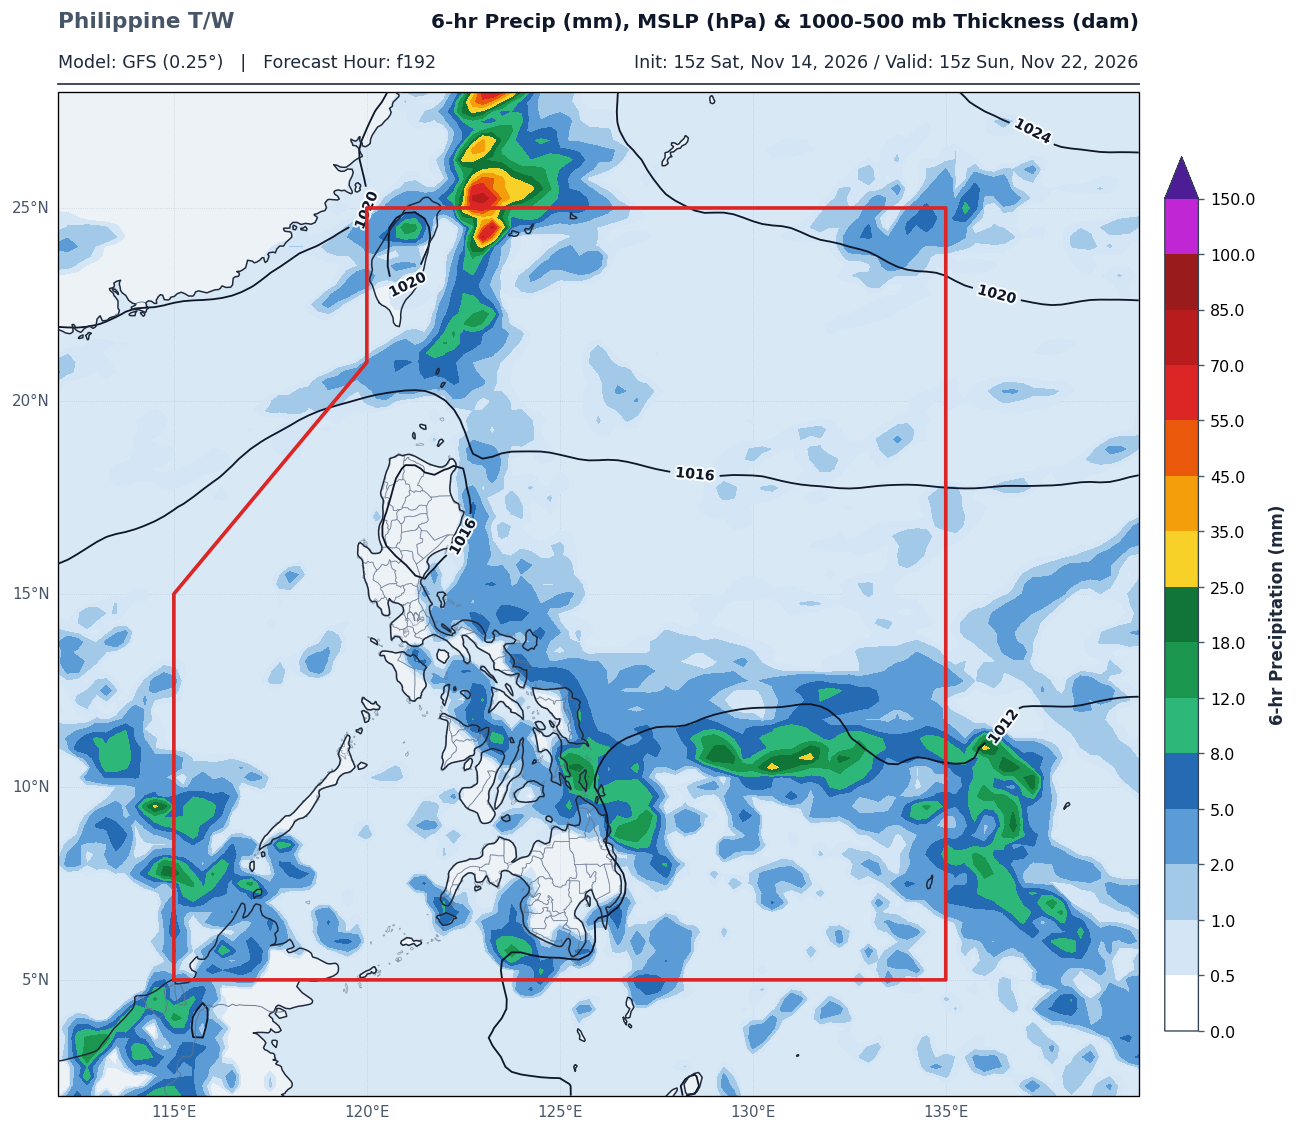 Philippine T/W
6-hr Precip (mm), MSLP (hPa) & 1000-500 mb Thickness (dam)
Model: GFS (0.25°) | Forecast Hour: f192
Init: 15z Sat, Nov 14, 2026 / Valid: 15z Sun, Nov 22, 2026
1024
1020
1020
1020
1016
1016
1012
25°N
20°N
15°N
10°N
5°N
115°E
120°E
125°E
130°E
135°E
150.0
100.0
85.0
70.0
55.0
45.0
35.0
25.0
18.0
12.0
8.0
5.0
2.0
1.0
0.5
0.0
6-hr Precipitation (mm)